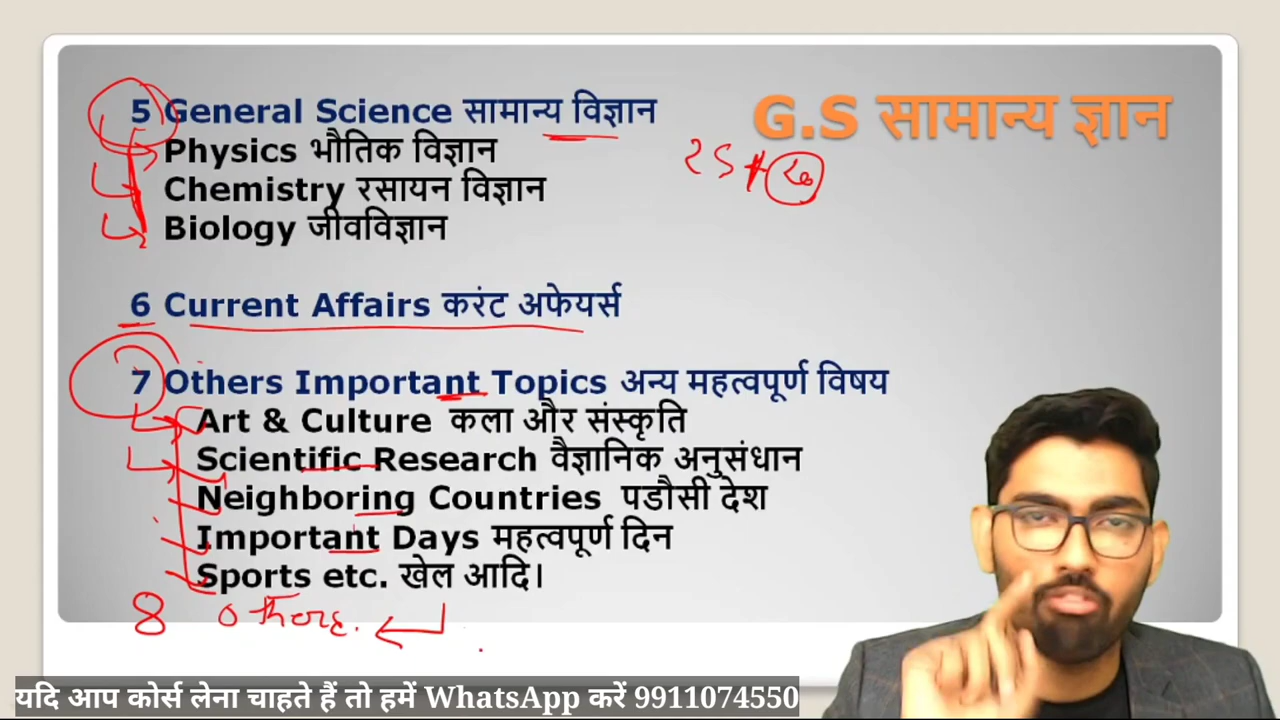 G.S सामान्य ज्ञान
5 General Science सामान्य विज्ञान
Physics भौतिक विज्ञान
Chemistry रसायन विज्ञान
Biology जीवविज्ञान
6 Current Affairs करंट अफेयर्स
7 Others Important Topics अन्य महत्वपूर्ण विषय
Art & Culture कला और संस्कृति
Scientific Research वैज्ञानिक अनुसंधान
Neighboring Countries पडौसी देश
Important Days महत्वपूर्ण दिन
Sports etc. खेल आदि।
8 others.
यदि आप कोर्स लेना चाहते हैं तो हमें WhatsApp करें 9911074550